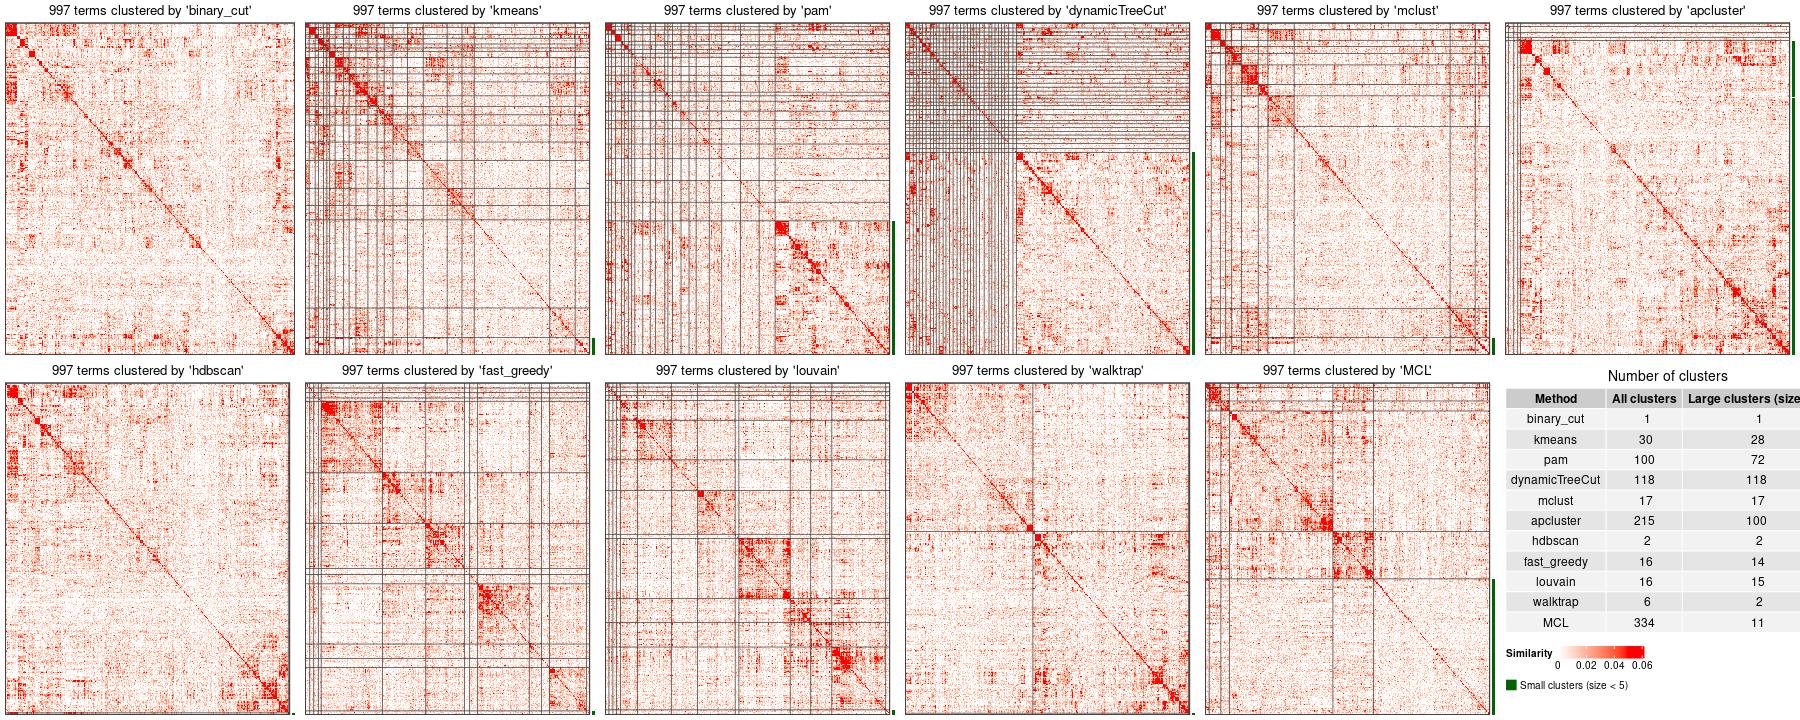 997 terms clustered by 'binary_cut'
997 terms clustered by 'kmeans'
997 terms clustered by 'pam'
997 terms clustered by 'dynamicTreeCut'
997 terms clustered by 'mclust'
997 terms clustered by 'apcluster'
997 terms clustered by 'hdbscan'
997 terms clustered by 'fast_greedy'
997 terms clustered by 'louvain'
997 terms clustered by 'walktrap'
997 terms clustered by 'MCL'
Number of clusters
Method All clusters Large clusters (size
binary_cut 1 1
kmeans 30 28
pam 100 72
dynamicTreeCut 118 118
mclust 17 17
apcluster 215 100
hdbscan 2 2
fast_greedy 16 14
louvain 16 15
walktrap 6 2
MCL 334 11
Similarity
0 0.02 0.04 0.06
Small clusters (size < 5)